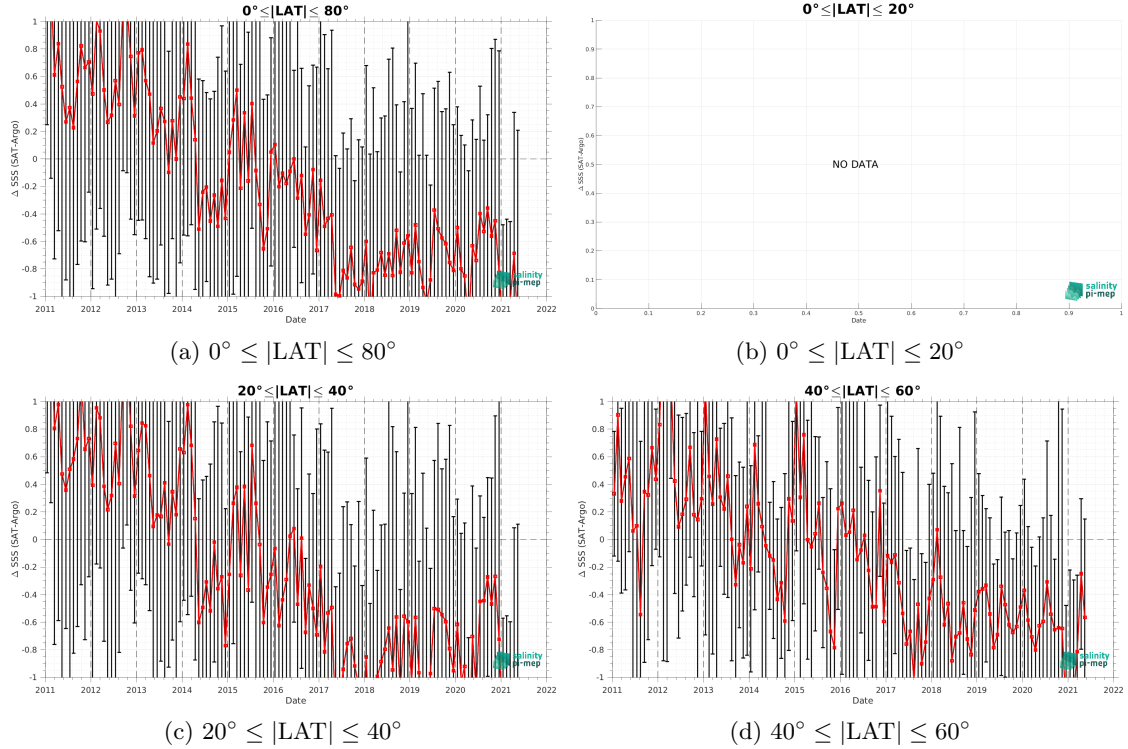 0°≤|LAT|≤ 80°
Δ SSS (SAT-Argo)
1
0.8
0.6
0.4
0.2
0
-0.2
-0.4
-0.6
-0.8
-1
2011 2012 2013 2014 2015 2016 2017 2018 2019 2020 2021 2022
Date
salinity
pi-mep
(a) 0° ≤ |LAT| ≤ 80°
0°≤|LAT|≤ 20°
Δ SSS (SAT-Argo)
1
0.9
0.8
0.7
0.6
0.5
0.4
0.3
0.2
0.1
0
NO DATA
0 0.1 0.2 0.3 0.4 0.5 0.6 0.7 0.8 0.9 1
Date
salinity
pi-mep
(b) 0° ≤ |LAT| ≤ 20°
20°≤|LAT|≤ 40°
Δ SSS (SAT-Argo)
1
0.8
0.6
0.4
0.2
0
-0.2
-0.4
-0.6
-0.8
-1
2011 2012 2013 2014 2015 2016 2017 2018 2019 2020 2021 2022
Date
salinity
pi-mep
(c) 20° ≤ |LAT| ≤ 40°
40°≤|LAT|≤ 60°
Δ SSS (SAT-Argo)
1
0.8
0.6
0.4
0.2
0
-0.2
-0.4
-0.6
-0.8
-1
2011 2012 2013 2014 2015 2016 2017 2018 2019 2020 2021 2022
Date
salinity
pi-mep
(d) 40° ≤ |LAT| ≤ 60°